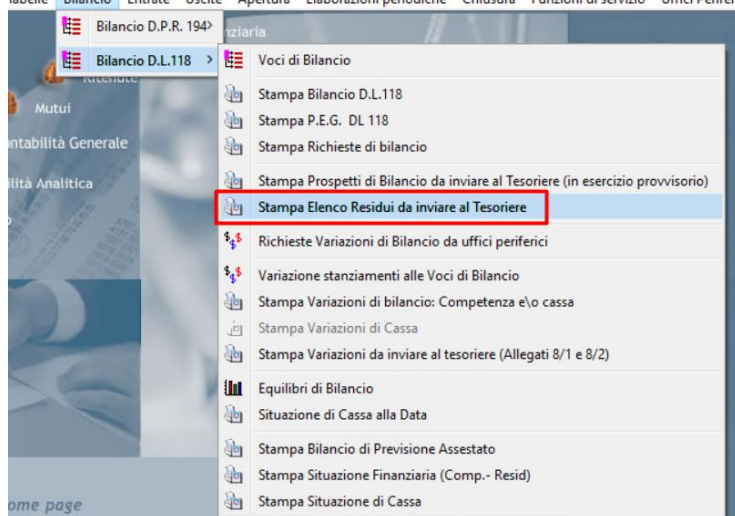 Tabelle Bilancio Entrate Uscite Apertura Elaborazioni periodiche Chiusura Funzioni di servizio Uffici
Bilancio D.P.R. 194>
nziaria
Bilancio D.L.118 >
Voci di Bilancio
Ritenute
Stampa Bilancio D.L.118
Mutui
Stampa P.E.G. DL 118
ntabilità Generale
Stampa Richieste di bilancio
ilità Analitica
Stampa Prospetti di Bilancio da inviare al Tesoriere (in esercizio provvisorio)
Stampa Elenco Residui da inviare al Tesoriere
Richieste Variazioni di Bilancio da uffici periferici
Variazione stanziamenti alle Voci di Bilancio
Stampa Variazioni di bilancio: Competenza e\o cassa
Stampa Variazioni di Cassa
Stampa Variazioni da inviare al tesoriere (Allegati 8/1 e 8/2)
Equilibri di Bilancio
Situazione di Cassa alla Data
Stampa Bilancio di Previsione Assestato
Stampa Situazione Finanziaria (Comp.- Resid)
Stampa Situazione di Cassa
ome page